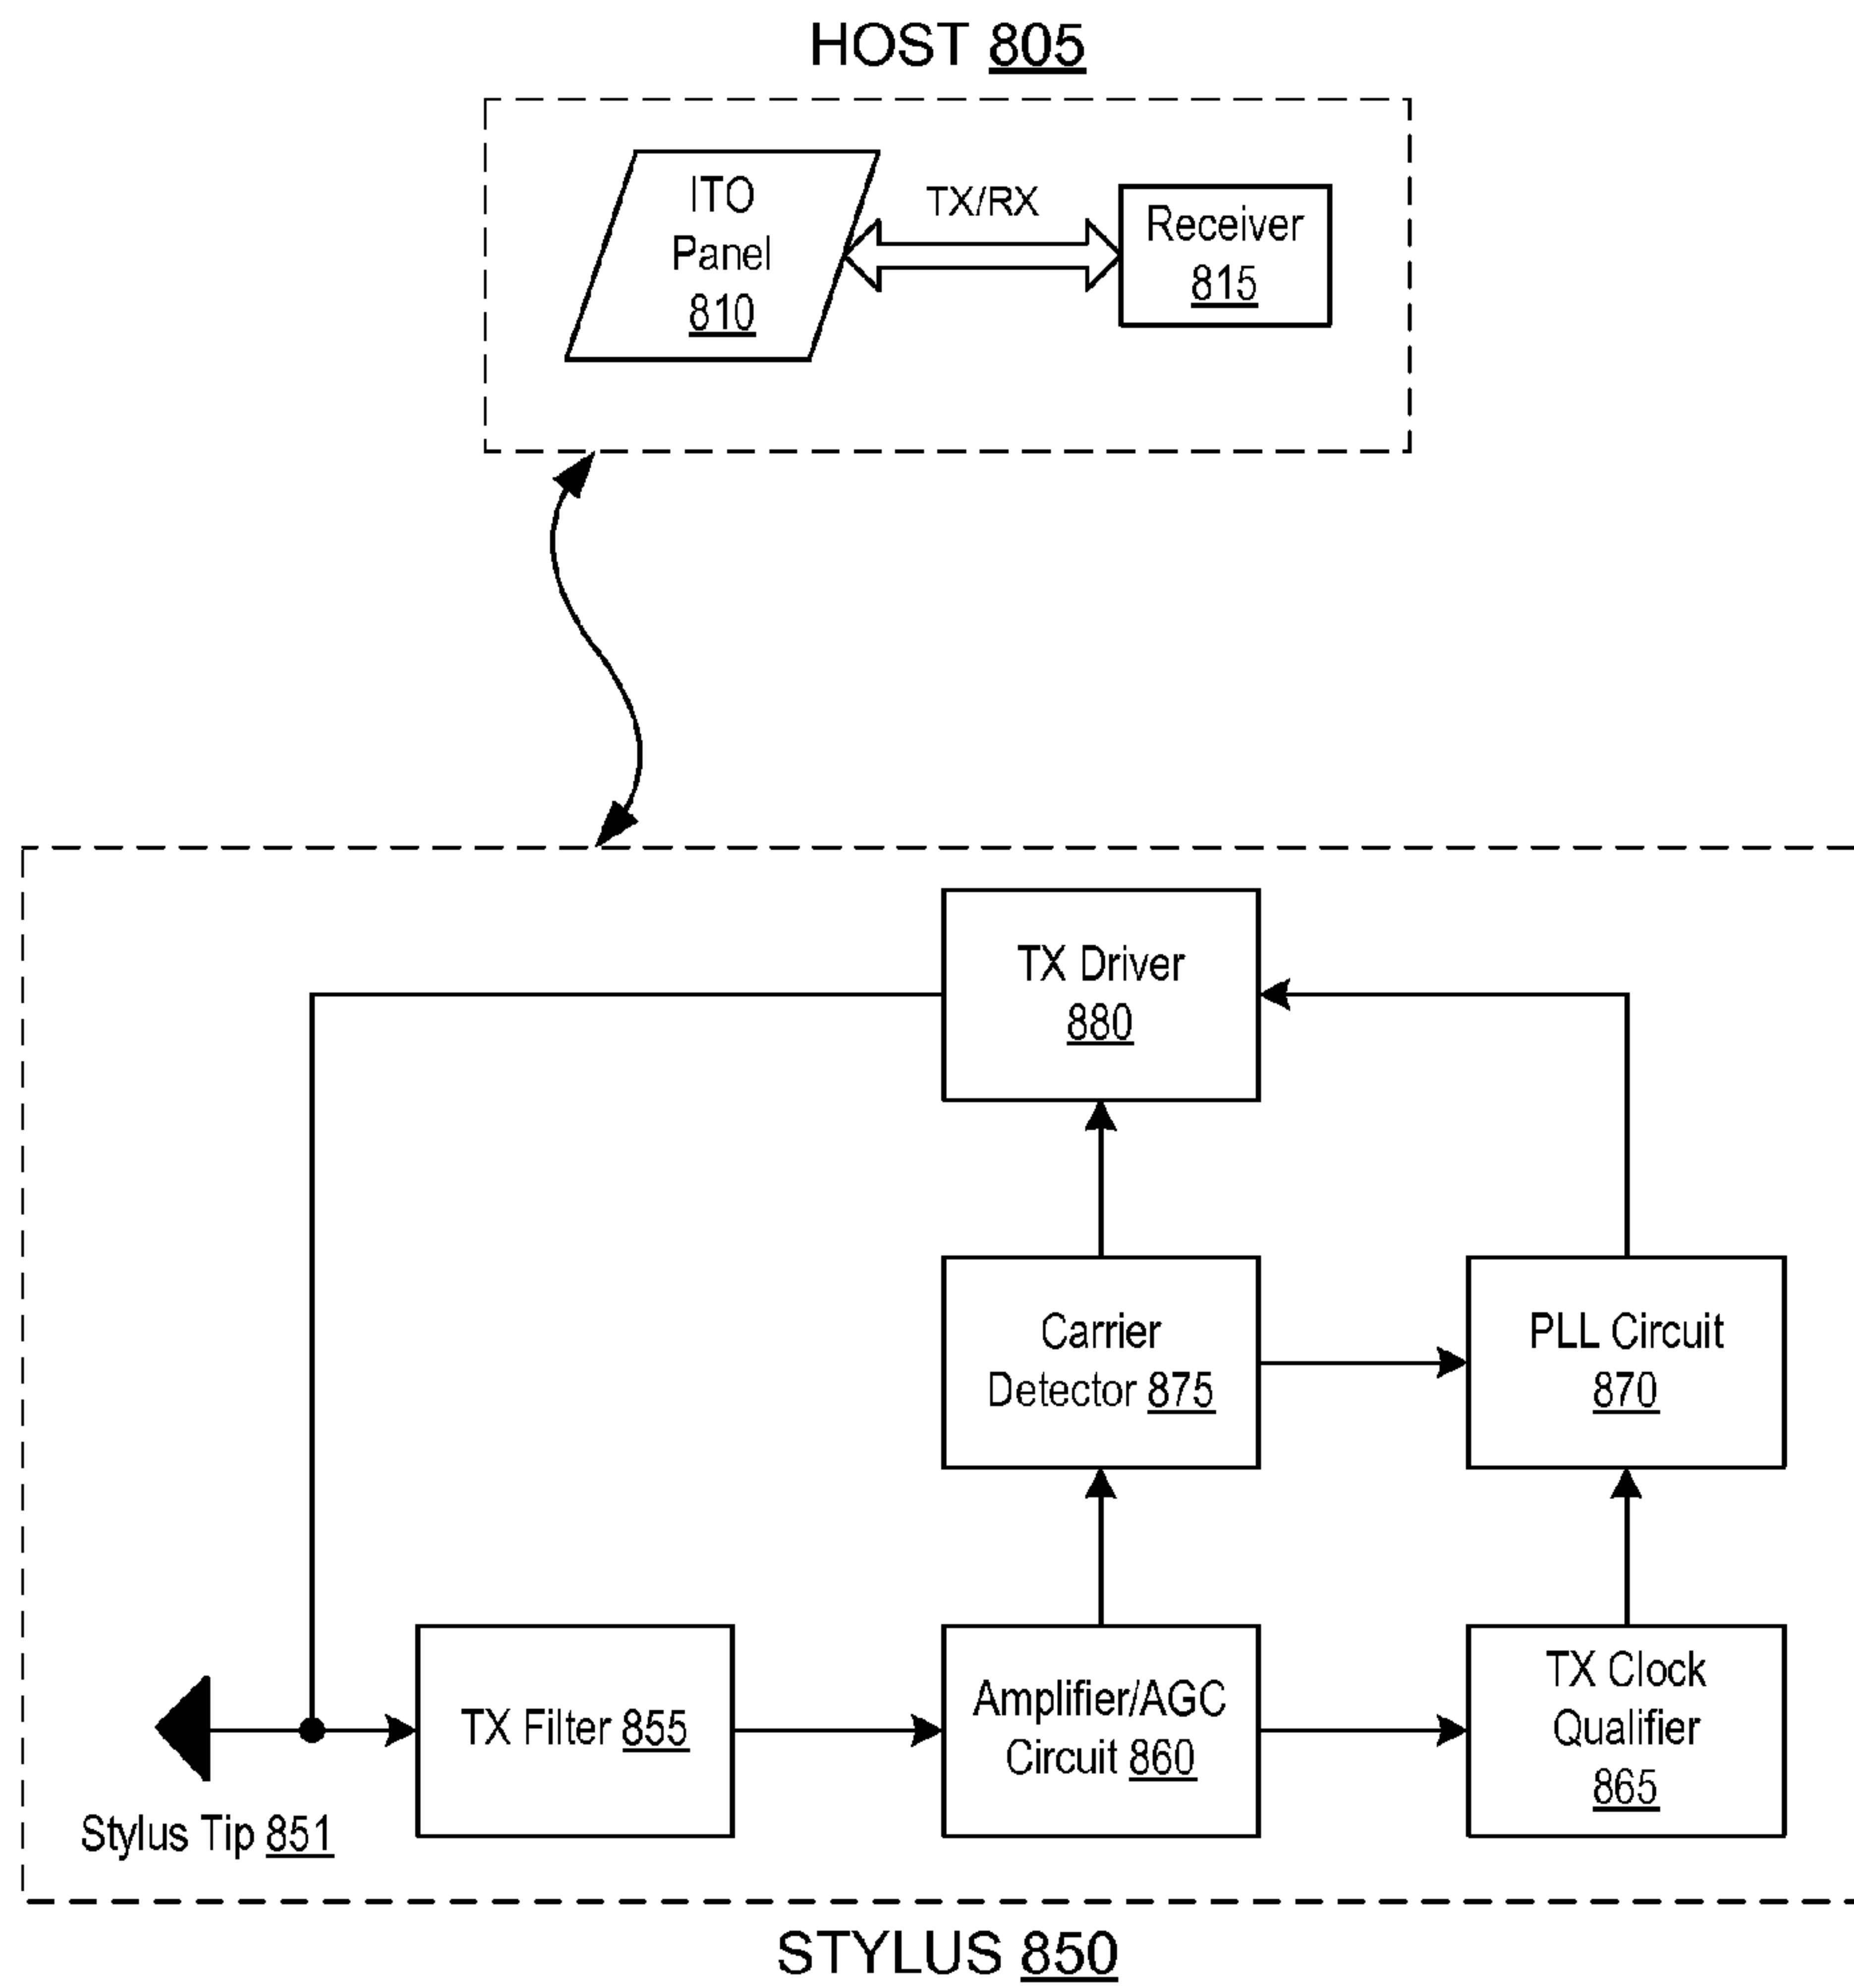 HOST 805
ITO
Panel
810
TX/RX
Receiver
815
TX Driver
880
Carrier
Detector 875
PLL Circuit
870
TX Filter 855
Amplifier/AGC
Circuit 860
TX Clock
Qualifier
865
Stylus Tip 851
STYLUS 850